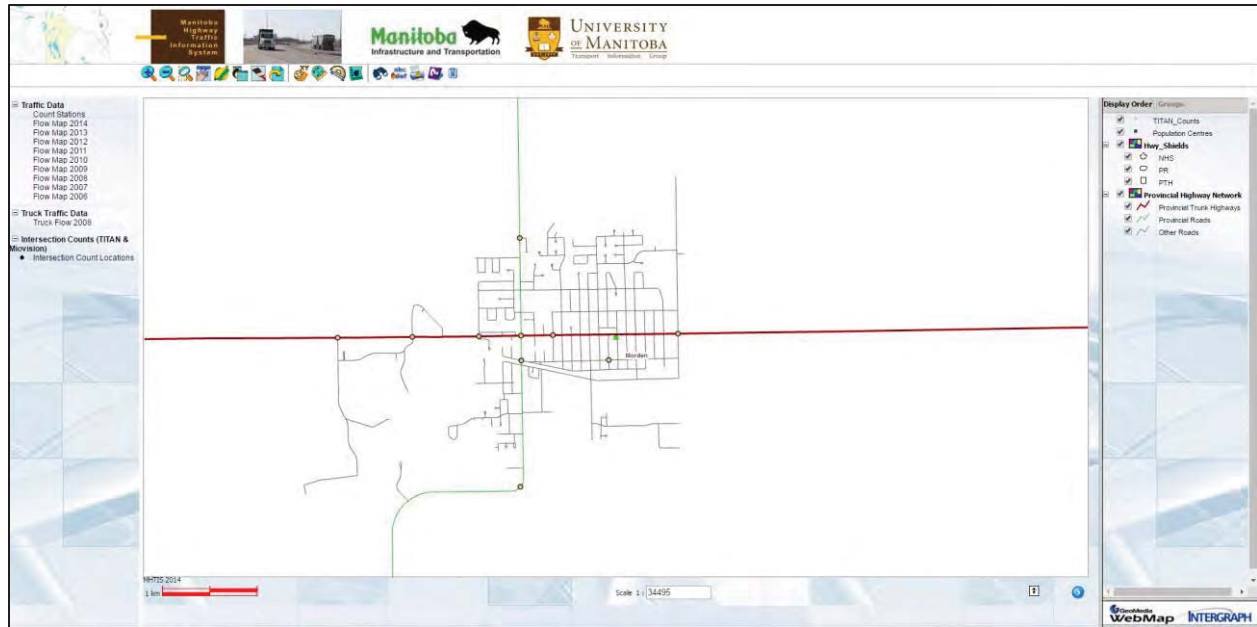 Manitoba
Highway
Traffic
Information
System
Manitoba
Infrastructure and Transportation
UNIVERSITY
OF MANITOBA
Transport Information Group
Traffic Data
Count Stations
Flow Map 2014
Flow Map 2013
Flow Map 2012
Flow Map 2011
Flow Map 2010
Flow Map 2009
Flow Map 2008
Flow Map 2007
Flow Map 2006
Truck Traffic Data
Truck Flow 2008
Intersection Counts (TITAN &
Miovision)
Intersection Count Locations
Morden
MHTIS 2014
1 km
Scale 1: 34495
Display Order Groups
TITAN_Counts
Population Centres
Hwy_Shields
NHS
PR
PTH
Provincial Highway Network
Provincial Trunk Highways
Provincial Roads
Other Roads
GeoMedia
WebMap
INTERGRAPH